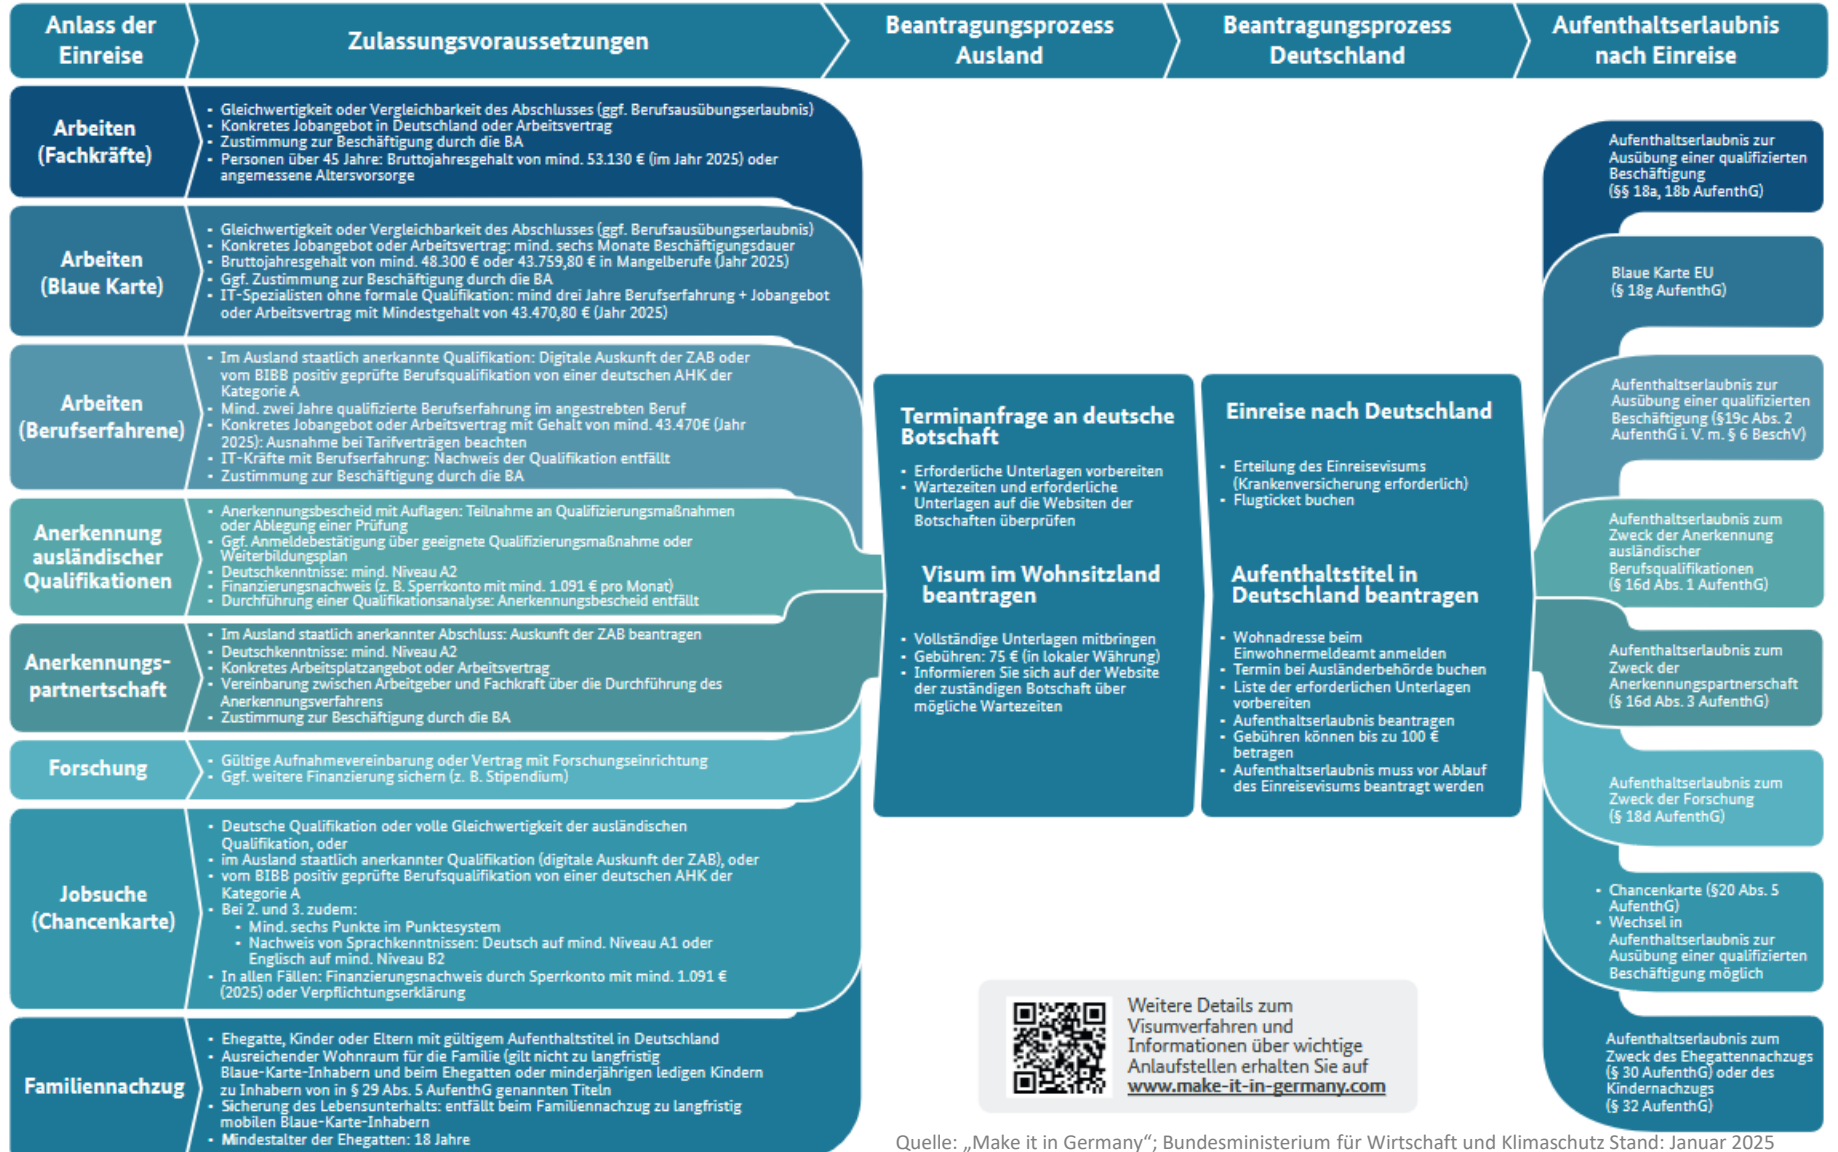 Anlass der
Einreise
Zulassungsvoraussetzungen
Beantragungsprozess
Ausland
Beantragungsprozess
Deutschland
Aufenthaltserlaubnis
nach Einreise
Arbeiten
(Fachkräfte)
- Gleichwertigkeit oder Vergleichbarkeit des Abschlusses (ggf. Berufsausübungserlaubnis)
- Konkretes Jobangebot in Deutschland oder Arbeitsvertrag
- Zustimmung zur Beschäftigung durch die BA
- Personen über 45 Jahre: Bruttojahresgehalt von mind. 53.130 € (im Jahr 2025) oder
angemessene Altersvorsorge
Arbeiten
(Blaue Karte)
- Gleichwertigkeit oder Vergleichbarkeit des Abschlusses (ggf. Berufsausübungserlaubnis)
- Konkretes Jobangebot oder Arbeitsvertrag: mind. sechs Monate Beschäftigungsdauer
- Bruttojahresgehalt von mind. 48.300 € oder 43.759,80 € in Mangelberufe (Jahr 2025)
- Ggf. Zustimmung zur Beschäftigung durch die BA
- IT-Spezialisten ohne formale Qualifikation: mind drei Jahre Berufserfahrung + Jobangebot
oder Arbeitsvertrag mit Mindestgehalt von 43.470,80 € (Jahr 2025)
Arbeiten
(Berufserfahrene)
- Im Ausland staatlich anerkannte Qualifikation: Digitale Auskunft der ZAB oder
vom BIBB positiv geprüfte Berufsqualifikation von einer deutschen AHK der
Kategorie A
- Mind. zwei Jahre qualifizierte Berufserfahrung im angestrebten Beruf
- Konkretes Jobangebot oder Arbeitsvertrag mit Gehalt von mind. 43.470€ (Jahr
2025): Ausnahme bei Tarifverträgen beachten
- IT-Kräfte mit Berufserfahrung: Nachweis der Qualifikation entfällt
- Zustimmung zur Beschäftigung durch die BA
Anerkennung
ausländischer
Qualifikationen
- Anerkennungsbescheid mit Auflagen: Teilnahme an Qualifizierungsmaßnahmen
oder Ablegung einer Prüfung
- Ggf. Anmeldebestätigung über geeignete Qualifizierungsmaßnahme oder
Weiterbildungsplan
- Deutschkenntnisse: mind. Niveau A2
- Finanzierungsnachweis (z. B. Sperrkonto mit mind. 1.091 € pro Monat)
- Durchführung einer Qualifikationsanalyse: Anerkennungsbescheid entfällt
Anerkennungs-
partnertschaft
- Im Ausland staatlich anerkannter Abschluss: Auskunft der ZAB beantragen
- Deutschkenntnisse: mind. Niveau A2
- Konkretes Arbeitsplatzangebot oder Arbeitsvertrag
- Vereinbarung zwischen Arbeitgeber und Fachkraft über die Durchführung des
Anerkennungsverfahrens
- Zustimmung zur Beschäftigung durch die BA
Forschung
- Gültige Aufnahmevereinbarung oder Vertrag mit Forschungseinrichtung
- Ggf. weitere Finanzierung sichern (z. B. Stipendium)
Jobsuche
(Chancenkarte)
- Deutsche Qualifikation oder volle Gleichwertigkeit der ausländischen
Qualifikation, oder
- im Ausland staatlich anerkannter Qualifikation (digitale Auskunft der ZAB), oder
- vom BIBB positiv geprüfte Berufsqualifikation von einer deutschen AHK der
Kategorie A
- Bei 2. und 3. zudem:
- Mind. sechs Punkte im Punktesystem
- Nachweis von Sprachkenntnissen: Deutsch auf mind. Niveau A1 oder
Englisch auf mind. Niveau B2
- In allen Fällen: Finanzierungsnachweis durch Sperrkonto mit mind. 1.091 €
(2025) oder Verpflichtungserklärung
Familiennachzug
- Ehegatte, Kinder oder Eltern mit gültigem Aufenthaltstitel in Deutschland
- Ausreichender Wohnraum für die Familie (gilt nicht zu langfristig
Blaue-Karte-Inhabern und beim Ehegatten oder minderjährigen ledigen Kindern
zu Inhabern von in § 29 Abs. 5 AufenthG genannten Titeln
- Sicherung des Lebensunterhalts: entfällt beim Familiennachzug zu langfristig
mobilen Blaue-Karte-Inhabern
- Mindestalter der Ehegatten: 18 Jahre
Terminanfrage an deutsche
Botschaft
- Erforderliche Unterlagen vorbereiten
- Wartezeiten und erforderliche
Unterlagen auf die Websiten der
Botschaften überprüfen
Visum im Wohnsitzland
beantragen
- Vollständige Unterlagen mitbringen
- Gebühren: 75 € (in lokaler Währung)
- Informieren Sie sich auf der Website
der zuständigen Botschaft über
mögliche Wartezeiten
Einreise nach Deutschland
- Erteilung des Einreisevisums
(Krankenversicherung erforderlich)
- Flugticket buchen
Aufenthaltstitel in
Deutschland beantragen
- Wohnadresse beim
Einwohnermeldeamt anmelden
- Termin bei Ausländerbehörde buchen
- Liste der erforderlichen Unterlagen
vorbereiten
- Aufenthaltserlaubnis beantragen
- Gebühren können bis zu 100 €
betragen
- Aufenthaltserlaubnis muss vor Ablauf
des Einreisevisums beantragt werden
Aufenthaltserlaubnis zur
Ausübung einer qualifizierten
Beschäftigung
(§§ 18a, 18b AufenthG)
Blaue Karte EU
(§ 18g AufenthG)
Aufenthaltserlaubnis zur
Ausübung einer qualifizierten
Beschäftigung (§19c Abs. 2
AufenthG i. V. m. § 6 BeschV)
Aufenthaltserlaubnis zum
Zweck der Anerkennung
ausländischer
Berufsqualifikationen
(§ 16d Abs. 1 AufenthG)
Aufenthaltserlaubnis zum
Zweck der
Anerkennungspartnerschaft
(§ 16d Abs. 3 AufenthG)
Aufenthaltserlaubnis zum
Zweck der Forschung
(§ 18d AufenthG)
- Chancenkarte (§20 Abs. 5
AufenthG)
- Wechsel in
Aufenthaltserlaubnis zur
Ausübung einer qualifizierten
Beschäftigung möglich
Aufenthaltserlaubnis zum
Zweck des Ehegattennachzugs
(§ 30 AufenthG) oder des
Kindernachzugs
(§ 32 AufenthG)
Weitere Details zum
Visumverfahren und
Informationen über wichtige
Anlaufstellen erhalten Sie auf
www.make-it-in-germany.com
Quelle: „Make it in Germany“; Bundesministerium für Wirtschaft und Klimaschutz Stand: Januar 2025